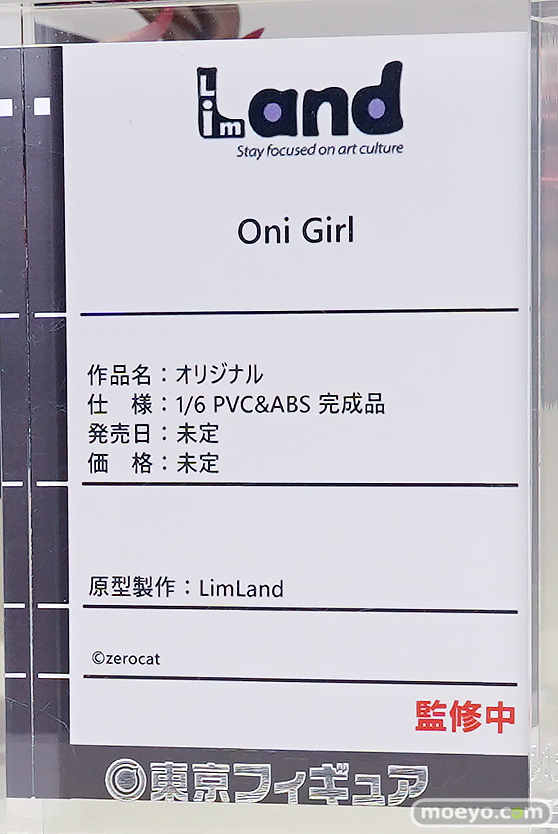 LimLand
Stay focused on art culture
Oni Girl
作品名：オリジナル
仕　様：1/6 PVC&ABS 完成品
発売日：未定
価　格：未定
原型製作：LimLand
©zerocat
監修中
東京フィギュア
moeyo.com